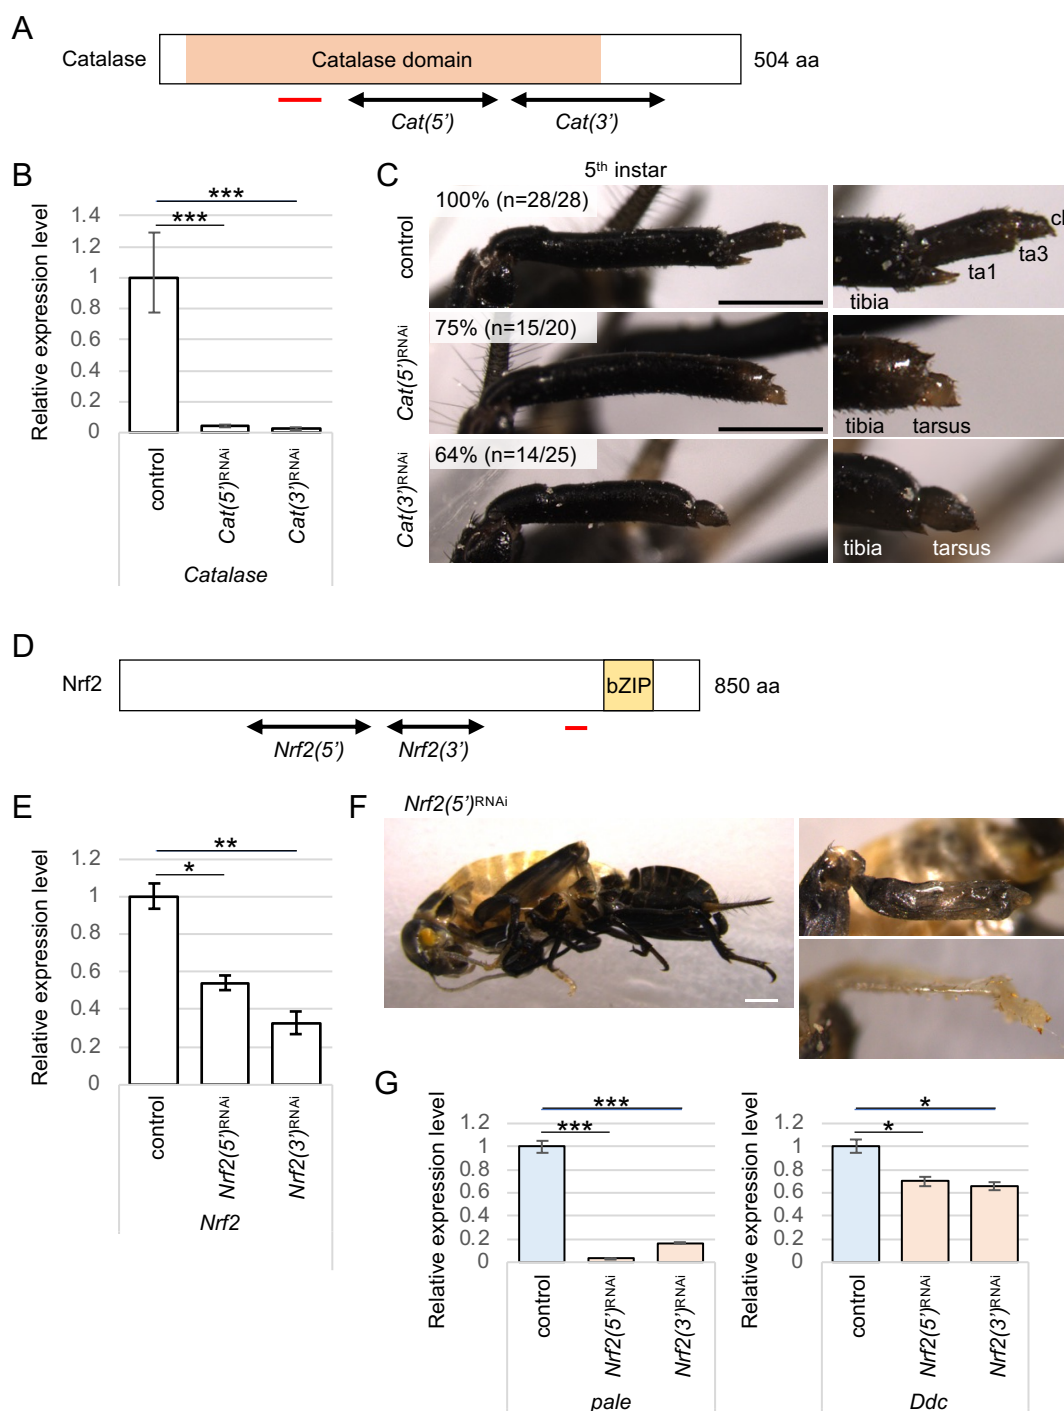 A
Catalase
Catalase domain
504 aa
Cat(5')
Cat(3')
B
Relative expression level
1.4
1.2
1
0.8
0.6
0.4
0.2
0
***
***
control
Cat(5')RNAi
Cat(3')RNAi
Catalase
C
5th instar
control
100% (n=28/28)
tibia
ta1
ta3
Cat(5')RNAi
75% (n=15/20)
tibia
tarsus
Cat(3')RNAi
64% (n=14/25)
tibia
tarsus
D
Nrf2
bZIP
850 aa
Nrf2(5')
Nrf2(3')
E
Relative expression level
1.2
1
0.8
0.6
0.4
0.2
0
**
*
control
Nrf2(5')RNAi
Nrf2(3')RNAi
Nrf2
F
Nrf2(5')RNAi
G
Relative expression level
1.2
1
0.8
0.6
0.4
0.2
0
***
***
control
Nrf2(5')RNAi
Nrf2(3')RNAi
pale
Relative expression level
1.2
1
0.8
0.6
0.4
0.2
0
*
*
control
Nrf2(5')RNAi
Nrf2(3')RNAi
Ddc